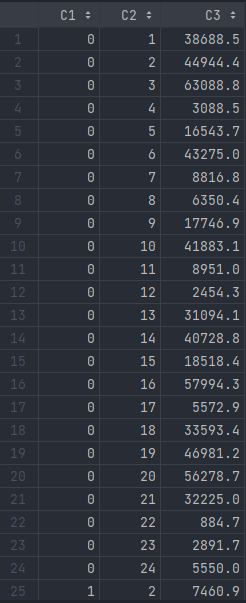 C1 C2 C3
1 0 1 38688.5
2 0 2 44944.4
3 0 3 63088.8
4 0 4 3088.5
5 0 5 16543.7
6 0 6 43275.0
7 0 7 8816.8
8 0 8 6350.4
9 0 9 17746.9
10 0 10 41883.1
11 0 11 8951.0
12 0 12 2454.3
13 0 13 31094.1
14 0 14 40728.8
15 0 15 18518.4
16 0 16 57994.3
17 0 17 5572.9
18 0 18 33593.4
19 0 19 46981.2
20 0 20 56278.7
21 0 21 32225.0
22 0 22 884.7
23 0 23 2891.7
24 0 24 5550.0
25 1 2 7460.9